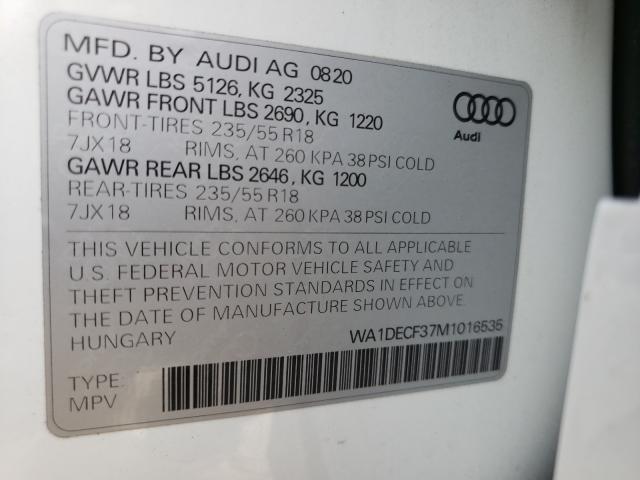 MFD. BY AUDI AG 0820
GVWR LBS 5126, KG 2325
GAWR FRONT LBS 2690, KG 1220
FRONT-TIRES 235/55 R18
7JX18 RIMS, AT 260 KPA 38 PSI COLD
GAWR REAR LBS 2646, KG 1200
REAR-TIRES 235/55 R18
7JX18 RIMS, AT 260 KPA 38 PSI COLD
Audi
THIS VEHICLE CONFORMS TO ALL APPLICABLE
U.S. FEDERAL MOTOR VEHICLE SAFETY AND
THEFT PREVENTION STANDARDS IN EFFECT ON
THE DATE OF MANUFACTURE SHOWN ABOVE.
HUNGARY WA1DECF37M1016535
TYPE:
MPV